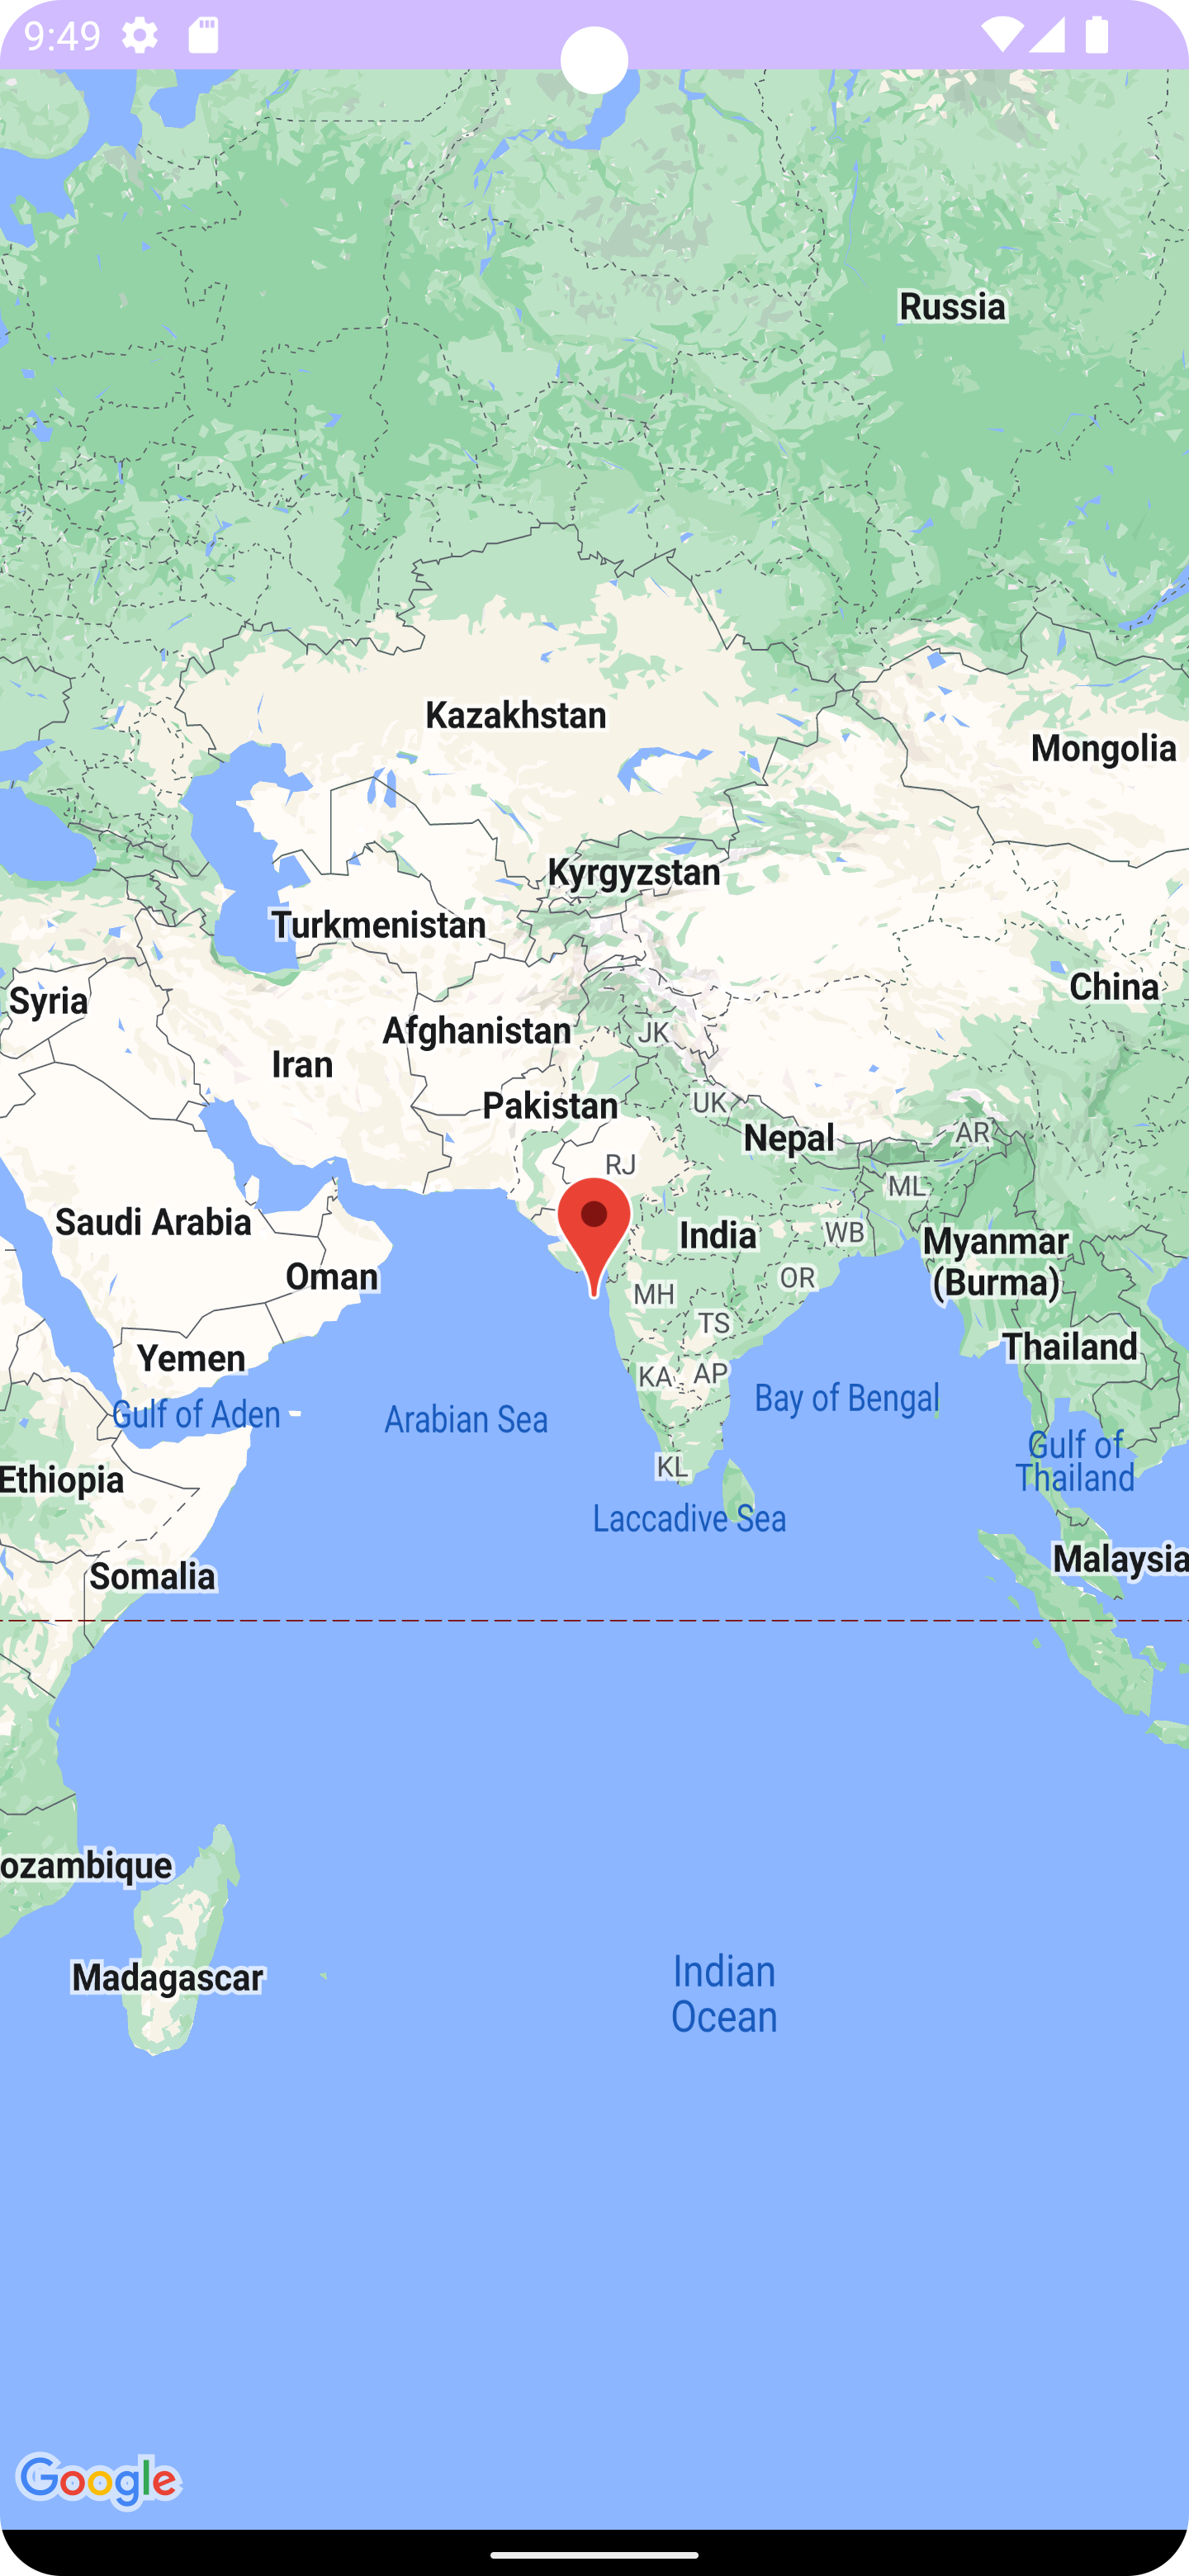 9:49
Russia
Kazakhstan
Mongolia
Kyrgyzstan
Turkmenistan
China
Syria
Afghanistan
JK
Iran
Pakistan
UK
Nepal
AR
RJ
ML
Saudi Arabia
India
WB
Myanmar
(Burma)
Oman
OR
MH
TS
Thailand
Yemen
KA
AP
Bay of Bengal
Gulf of Aden
Arabian Sea
Gulf of
Thailand
KL
Ethiopia
Laccadive Sea
Malaysia
Somalia
ozambique
Madagascar
Indian
Ocean
Google